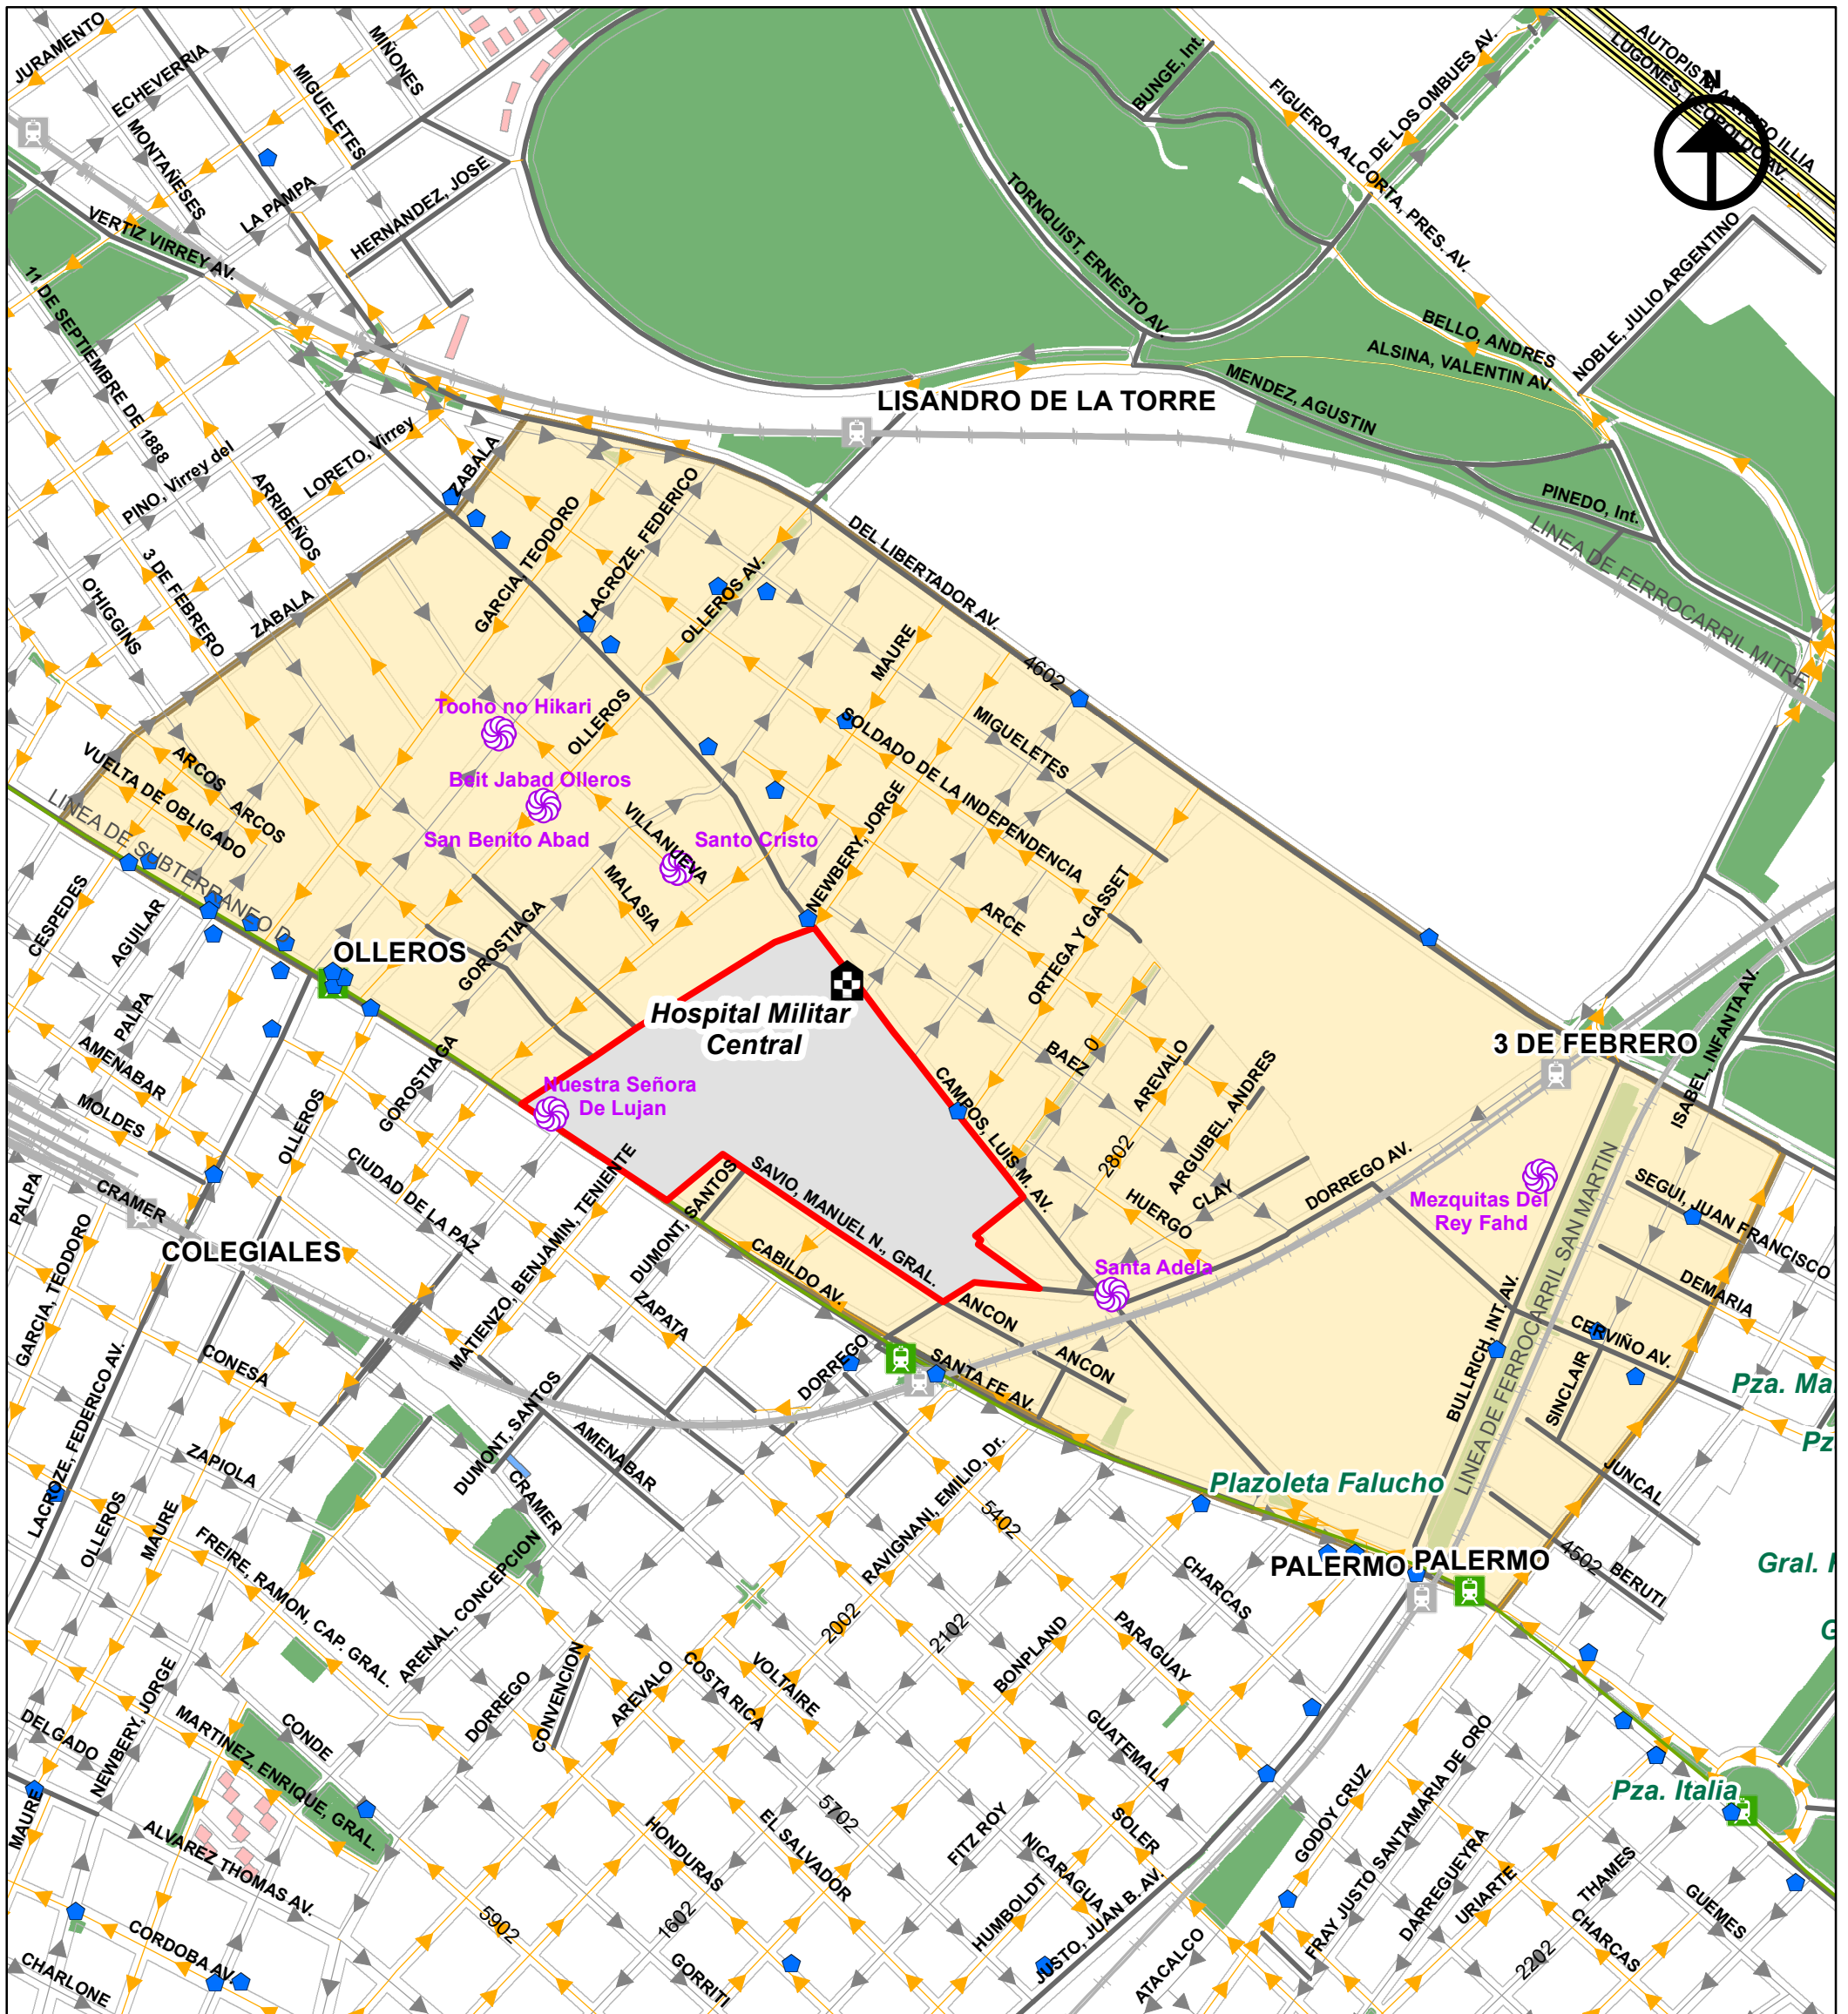 JURAMENTO
ECHEVERRIA
MONTAÑESES
MIGUELETES
MIÑONES
LA PAMPA
HERNANDEZ, JOSE
VERTIZ VIRREY AV.
11 DE SEPTIEMBRE DE 1888
PINO, Virrey del
LORETO, Virrey
ARRIBEÑOS
3 DE FEBRERO
O'HIGGINS
ZABALA
ZABALA
BUNGE, Int.
FIGUEROA ALCORTA, PRES. AV.
DE LOS OMBUES AV.
AUTOPISTA ARTURO ILLIA
LUGONES, LEOPOLDO AV.
N
TORNQUIST, ERNESTO AV.
NOBLE, JULIO ARGENTINO
BELLO, ANDRES
ALSINA, VALENTIN AV.
MENDEZ, AGUSTIN
PINEDO, Int.
LINEA DE FERROCARRIL MITRE
LISANDRO DE LA TORRE
DEL LIBERTADOR AV.
4602
GARCIA, TEODORO
LACROZE, FEDERICO
OLLEROS AV.
OLLEROS
MAURE
MIGUELETES
SOLDADO DE LA INDEPENDENCIA
Tooho no Hikari
Beit Jabad Olleros
San Benito Abad
Santo Cristo
VILLANUEVA
MALASIA
NEWBERY, JORGE
ARCE
ORTEGA Y GASSET
ARCOS
ARCOS
VUELTA DE OBLIGADO
LINEA DE SUBTERRANEO D
CESPEDES
AGUILAR
PALPA
AMENABAR
MOLDES
OLLEROS
GOROSTIAGA
Hospital Militar
Central
BAEZ
0
AREVALO
ARGUIBEL, ANDRES
2802
CLAY
HUERGO
DORREGO AV.
CAMPOS, LUIS M. AV.
3 DE FEBRERO
ISABEL, INFANTA AV.
Nuestra Señora
De Lujan
Mezquitas Del
Rey Fahd
Santa Adela
SAVIO, MANUEL N., GRAL.
DUMONT, SANTOS
CABILDO AV.
ANCON
ANCON
SANTA FE AV.
DORREGO
GOROSTIAGA
OLLEROS
CIUDAD DE LA PAZ
MATIENZO, BENJAMIN, TENIENTE
DUMONT, SANTOS
ZAPATA
PALPA
CRAMER
COLEGIALES
GARCIA, TEODORO
LACROZE, FEDERICO AV.
CONESA
ZAPIOLA
OLLEROS
MAURE
FREIRE, RAMON, CAP. GRAL.
DUMONT, SANTOS
AMENABAR
CRAMER
ARENAL, CONCEPCION
RAVIGNANI, EMILIO, Dr.
5402
SEGUI, JUAN FRANCISCO
DEMARIA
CERVIÑO AV.
SINCLAIR
BULLRICH, INT. AV.
LINEA DE FERROCARRIL SAN MARTIN
JUNCAL
4502
BERUTI
Pza. Ma
Pz
Gral.
G
Plazoleta Falucho
PALERMO
PALERMO
CHARCAS
PARAGUAY
BONPLAND
2002
2102
VOLTAIRE
COSTA RICA
AREVALO
CONVENCION
DORREGO
NEWBERY, JORGE
DELGADO
MAURE
MARTINEZ, ENRIQUE, GRAL.
CONDE
ALVAREZ THOMAS AV.
CORDOBA AV.
CHARLONE
5902
1602
5702
HONDURAS
EL SALVADOR
GORRITI
GUATEMALA
SOLER
FITZ ROY
NICARAGUA
HUMBOLDT
JUSTO, JUAN B. AV.
ATACALCO
GODOY CRUZ
FRAY JUSTO SANTAMARIA DE ORO
DARREGUEYRA
URIARTE
THAMES
CHARCAS
GUEMES
2202
Pza. Italia